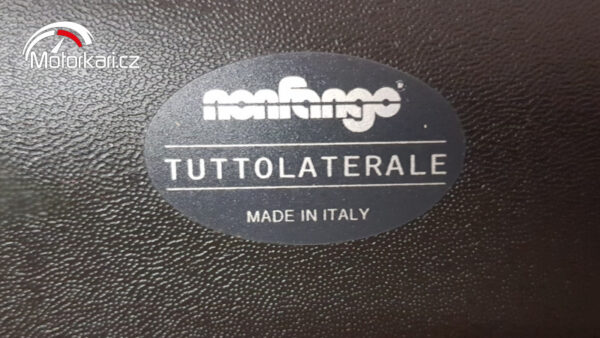 Motorkari.cz
nonfango
TUTTOLATERALE
MADE IN ITALY